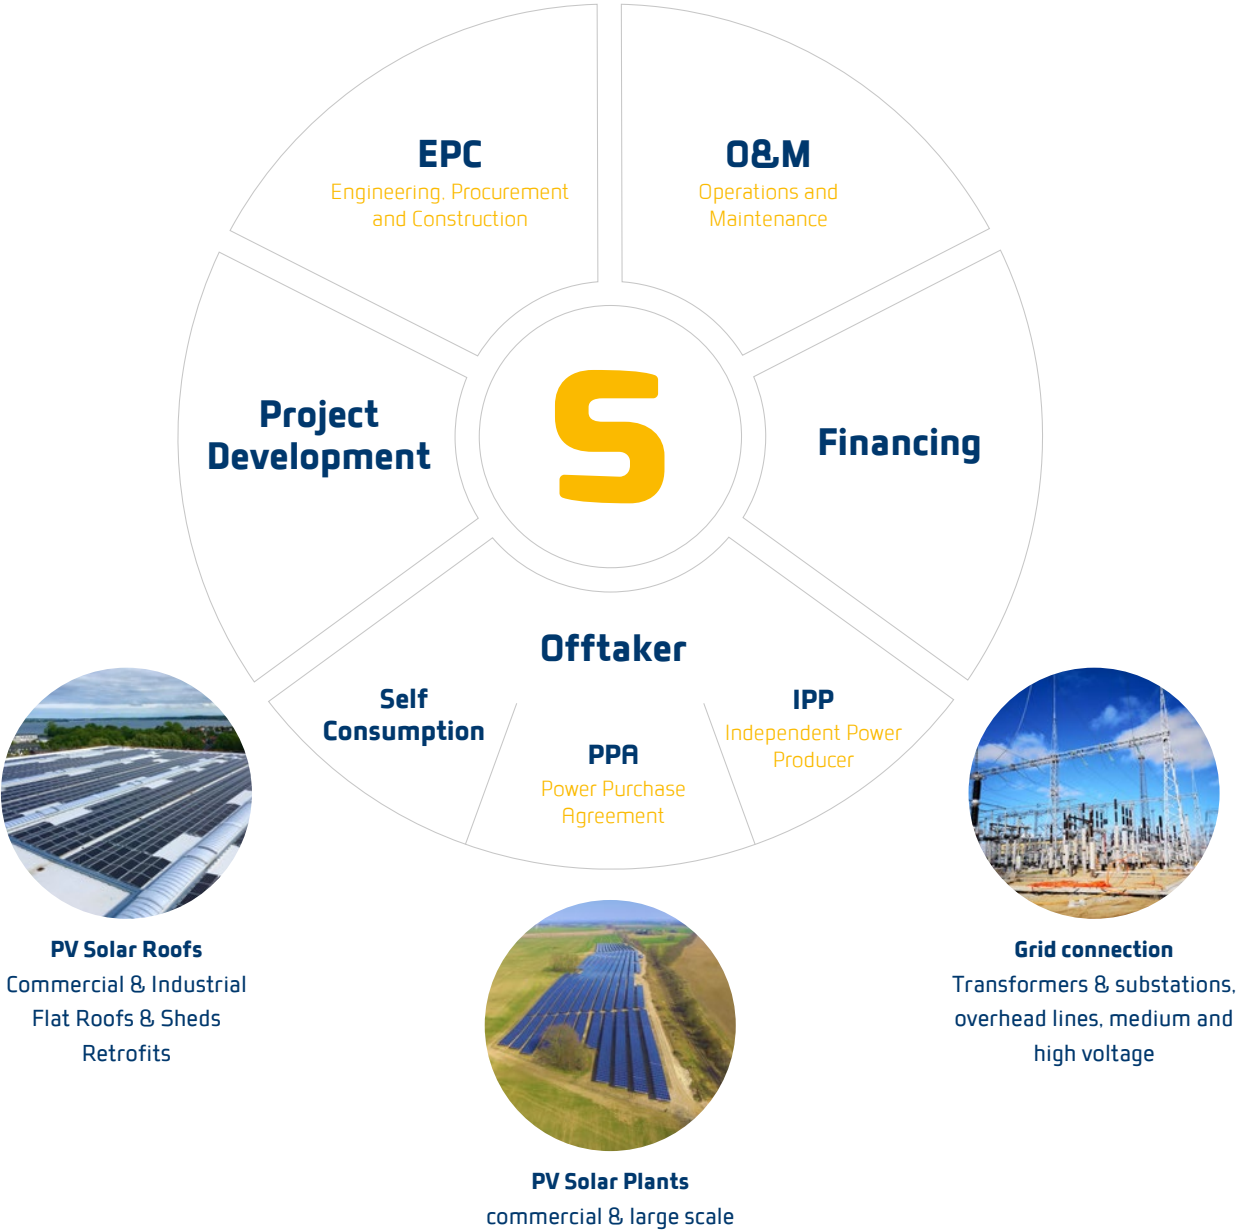 EPC
Engineering, Procurement
and Construction
O&M
Operations and
Maintenance
Project
Development
S
Financing
Offtaker
Self
Consumption
PPA
Power Purchase
Agreement
IPP
Independent Power
Producer
PV Solar Roofs
Commercial & Industrial
Flat Roofs & Sheds
Retrofits
PV Solar Plants
commercial & large scale
Grid connection
Transformers & substations,
overhead lines, medium and
high voltage